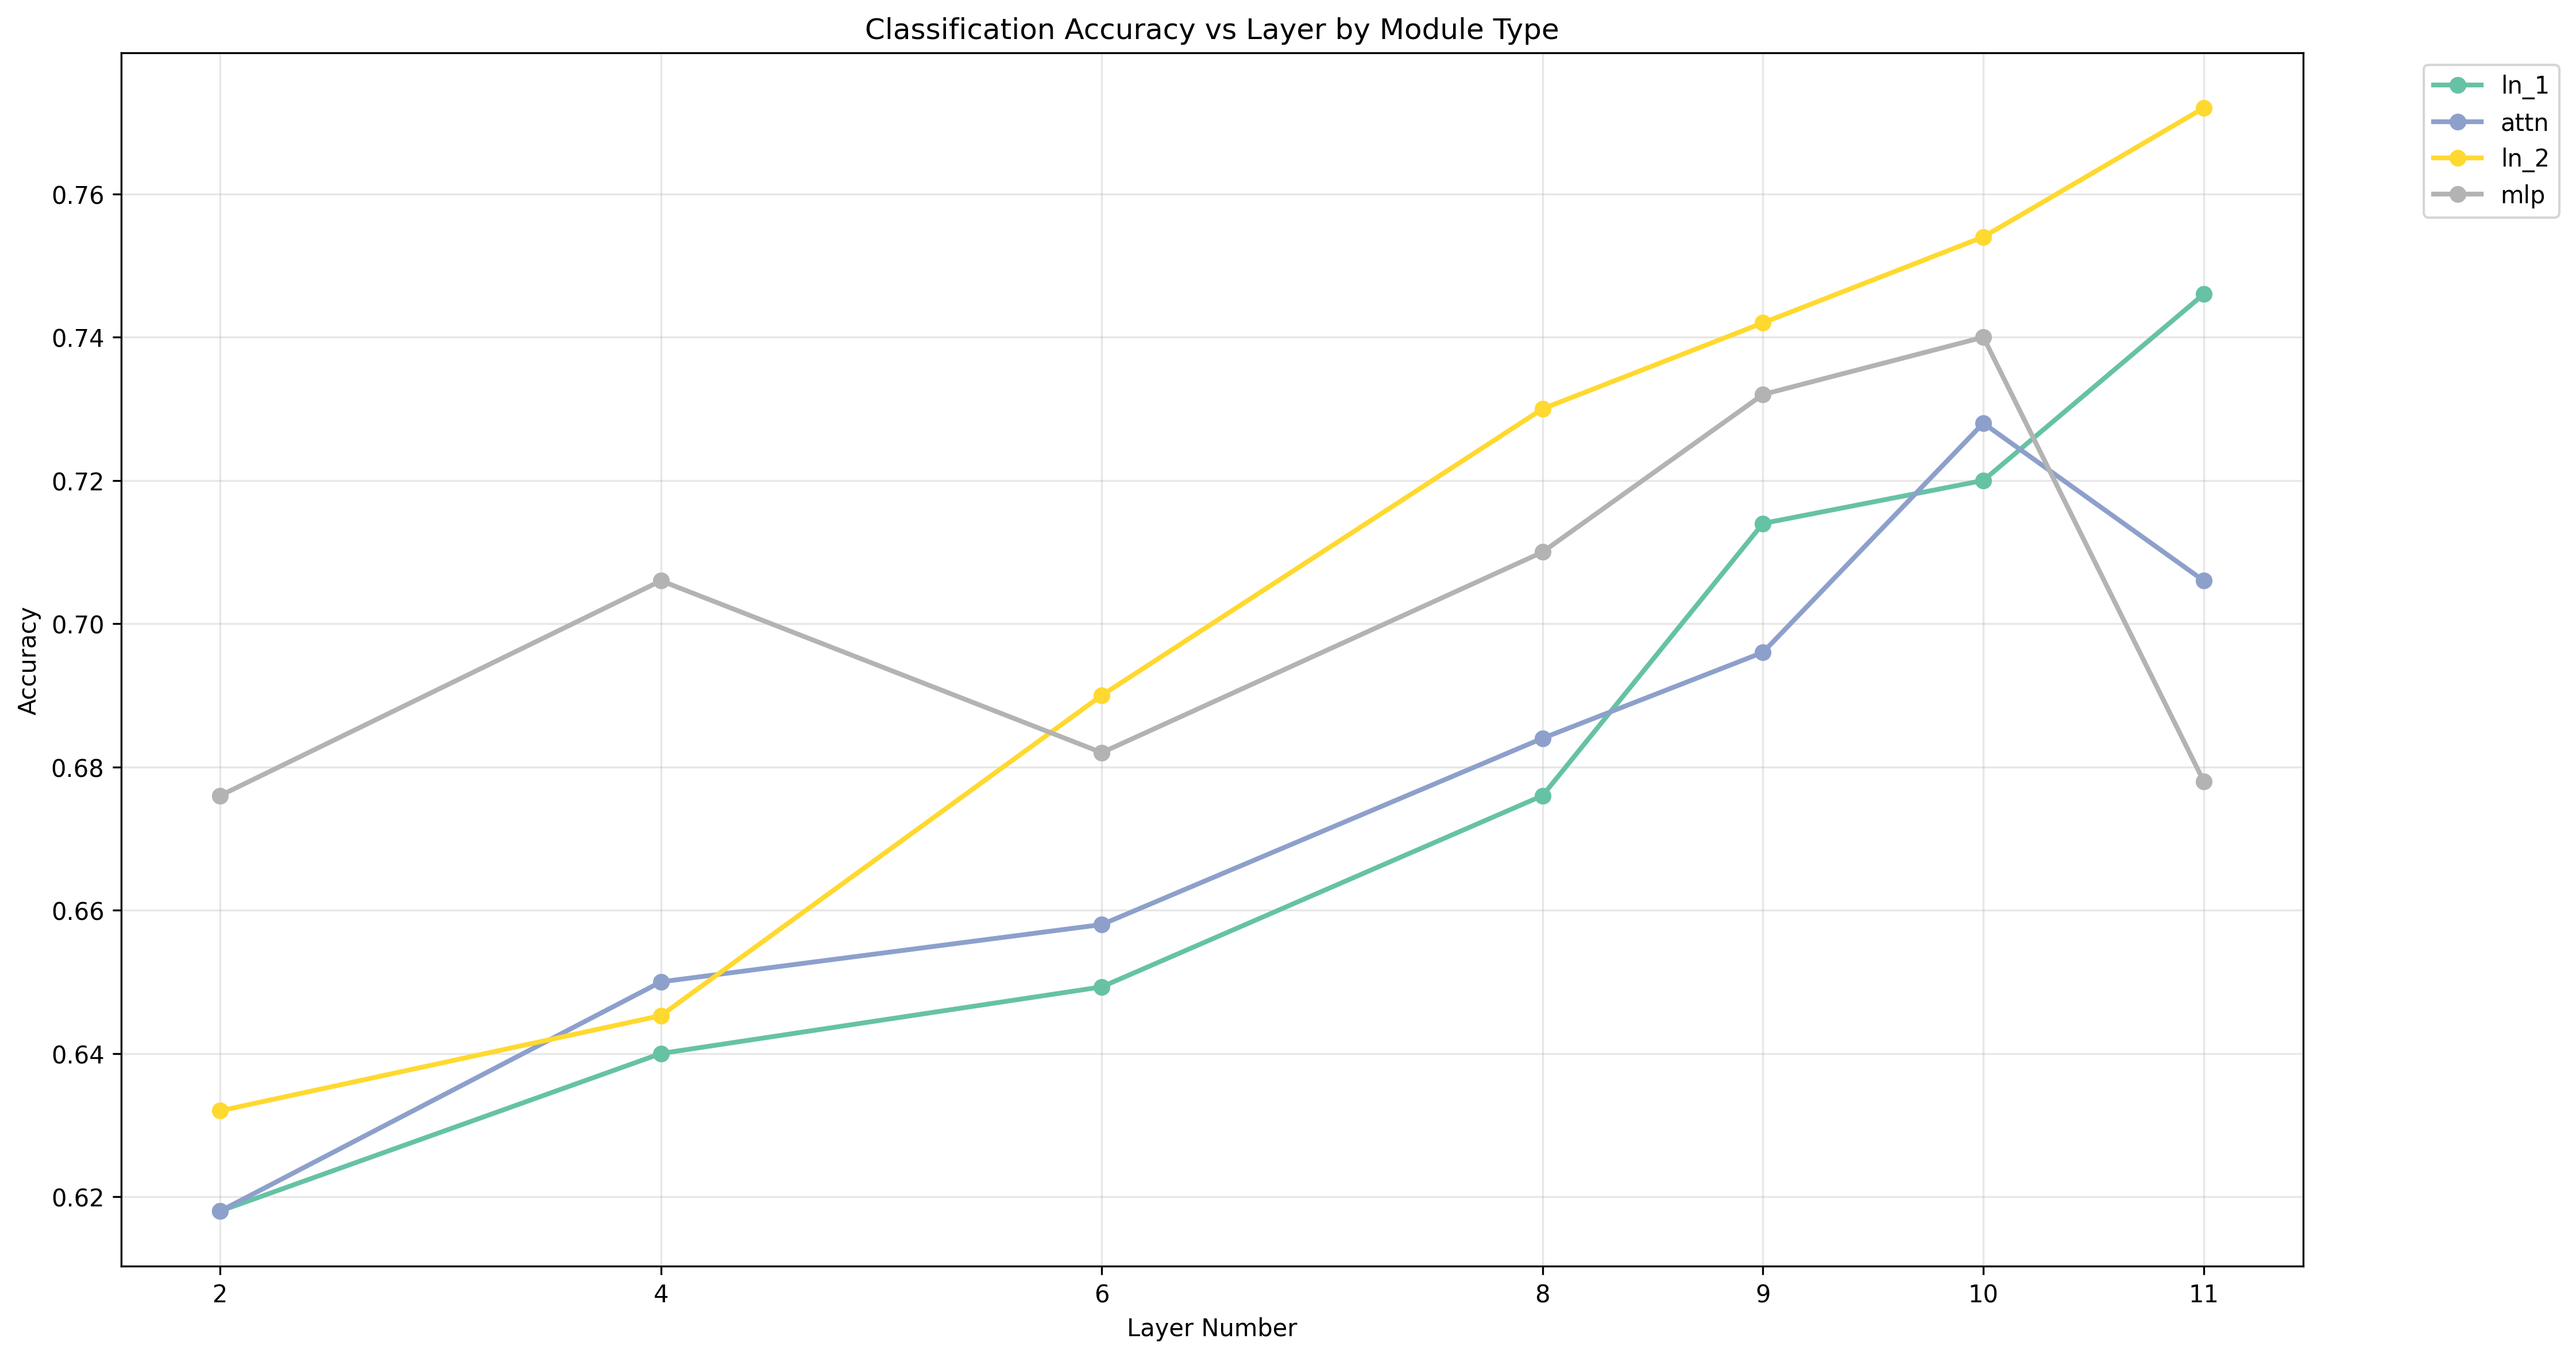 Classification Accuracy vs Layer by Module Type
ln_1
attn
ln_2
mlp
Accuracy
0.76
0.74
0.72
0.70
0.68
0.66
0.64
0.62
2 4 6 8 9 10 11
Layer Number